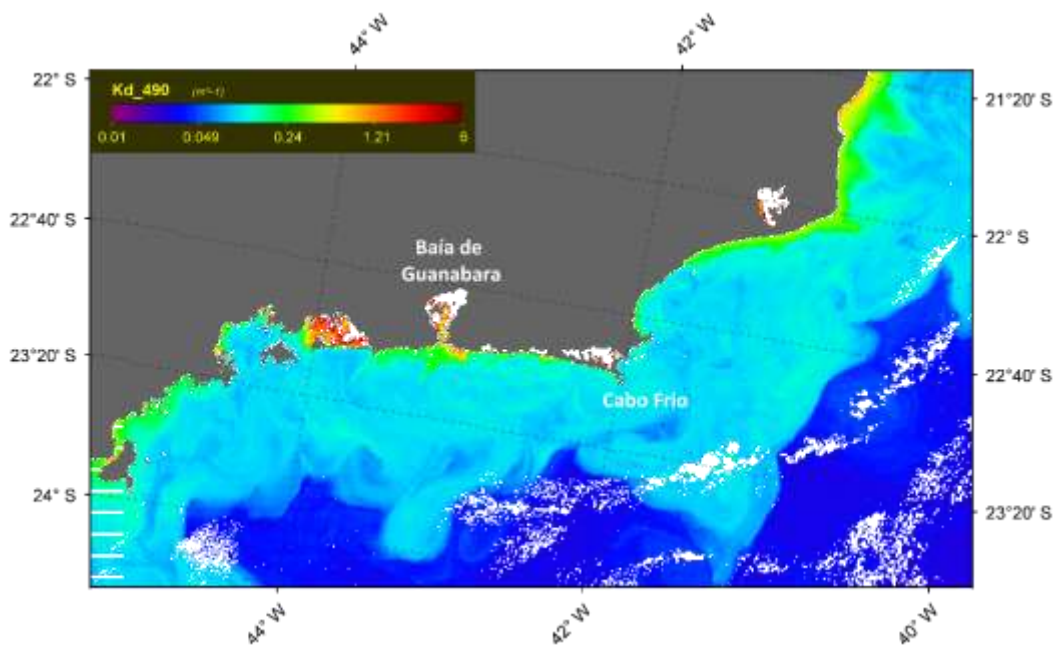 44° W
42° W
22° S
Kd_490 (m^-1)
0.01 0.049 0.24 1.21 6
21°20' S
22°40' S
22° S
Baía de
Guanabara
23°20' S
22°40' S
Cabo Frio
24° S
23°20' S
44° W
42° W
40° W